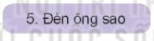 5. Đèn ông sao